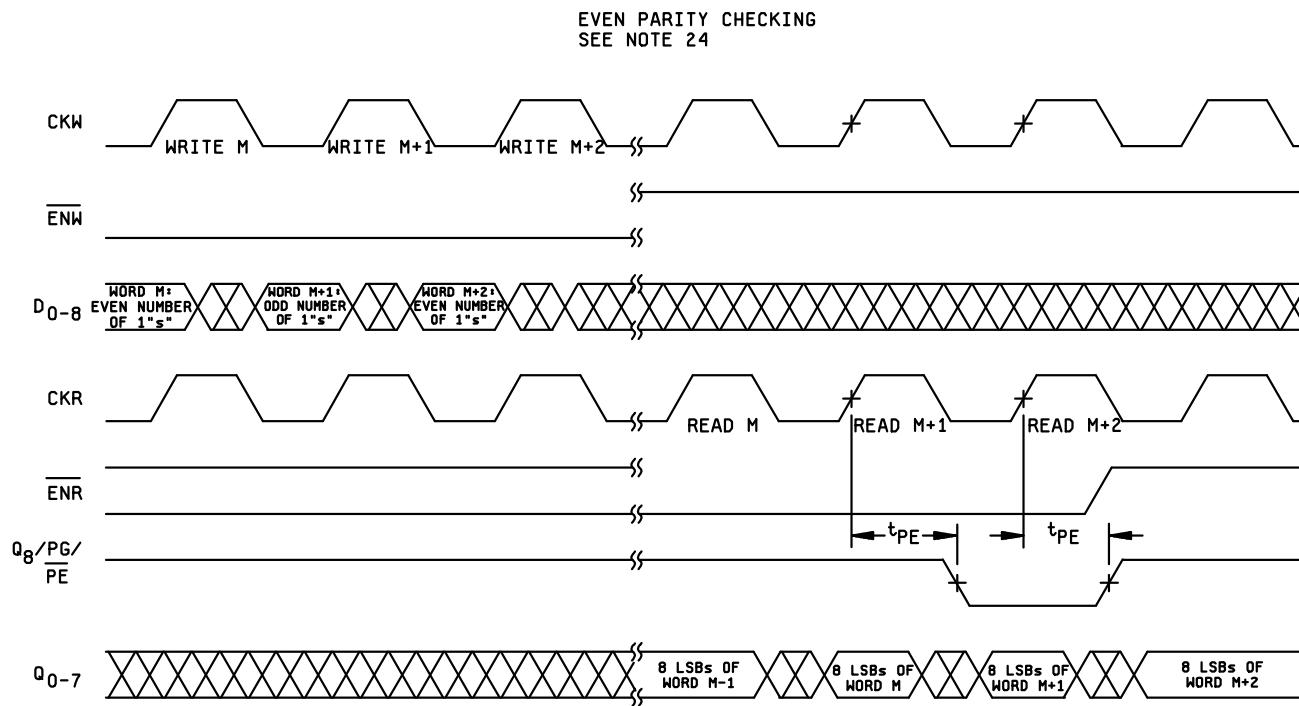 EVEN PARITY CHECKING
SEE NOTE 24
CKW
WRITE M
WRITE M+1
WRITE M+2
ENW
D0-8
WORD M:
EVEN NUMBER
OF 1"s"
WORD M+1:
ODD NUMBER
OF 1"s"
WORD M+2:
EVEN NUMBER
OF 1"s"
CKR
READ M
READ M+1
READ M+2
ENR
tPE
tPE
Q8/PG/
PE
Q0-7
8 LSBs OF
WORD M-1
8 LSBs OF
WORD M
8 LSBs OF
WORD M+1
8 LSBs OF
WORD M+2